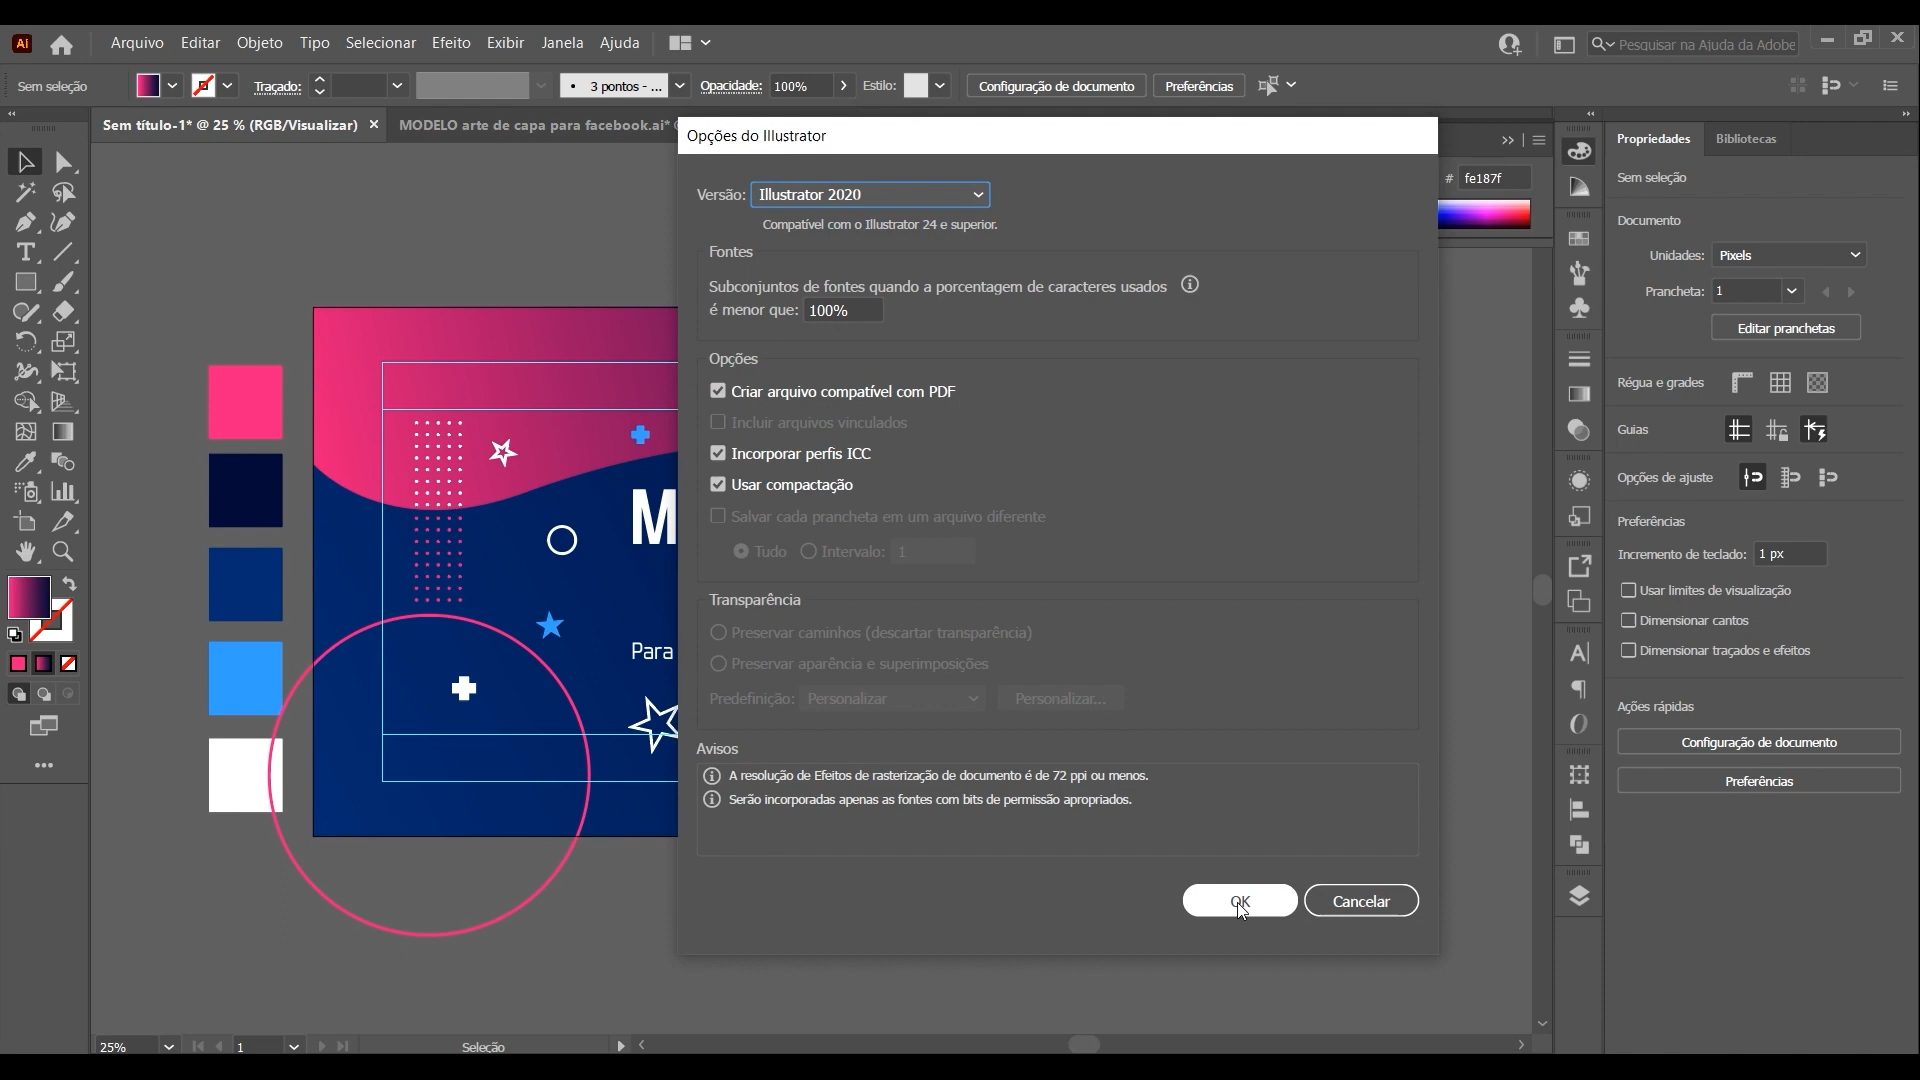 Ai
Arquivo Editar Objeto Tipo Selecionar Efeito Exibir Janela Ajuda
Pesquisar na Ajuda da Adobe
Sem seleção
Traçado:
3 pontos - ...
Opacidade: 100%
Estilo:
Configuração de documento
Preferências
Sem título-1* @ 25 % (RGB/Visualizar)
MODELO arte de capa para facebook.ai*
Opções do Illustrator
Versão: Illustrator 2020
Compatível com o Illustrator 24 e superior.
Fontes
Subconjuntos de fontes quando a porcentagem de caracteres usados
é menor que: 100%
Opções
Criar arquivo compatível com PDF
Incluir arquivos vinculados
Incorporar perfis ICC
Usar compactação
Salvar cada prancheta em um arquivo diferente
Tudo Intervalo: 1
Transparência
Preservar caminhos (descartar transparência)
Preservar aparência e superimposições
Predefinição: Personalizar Personalizar...
Avisos
A resolução de Efeitos de rasterização de documento é de 72 ppi ou menos.
Serão incorporadas apenas as fontes com bits de permissão apropriados.
OK Cancelar
M
Para
# fe187f
Propriedades Bibliotecas
Sem seleção
Documento
Unidades: Pixels
Prancheta: 1
Editar pranchetas
Régua e grades
Guias
Opções de ajuste
Preferências
Incremento de teclado: 1 px
Usar limites de visualização
Dimensionar cantos
Dimensionar traçados e efeitos
Ações rápidas
Configuração de documento
Preferências
25% 1 Seleção